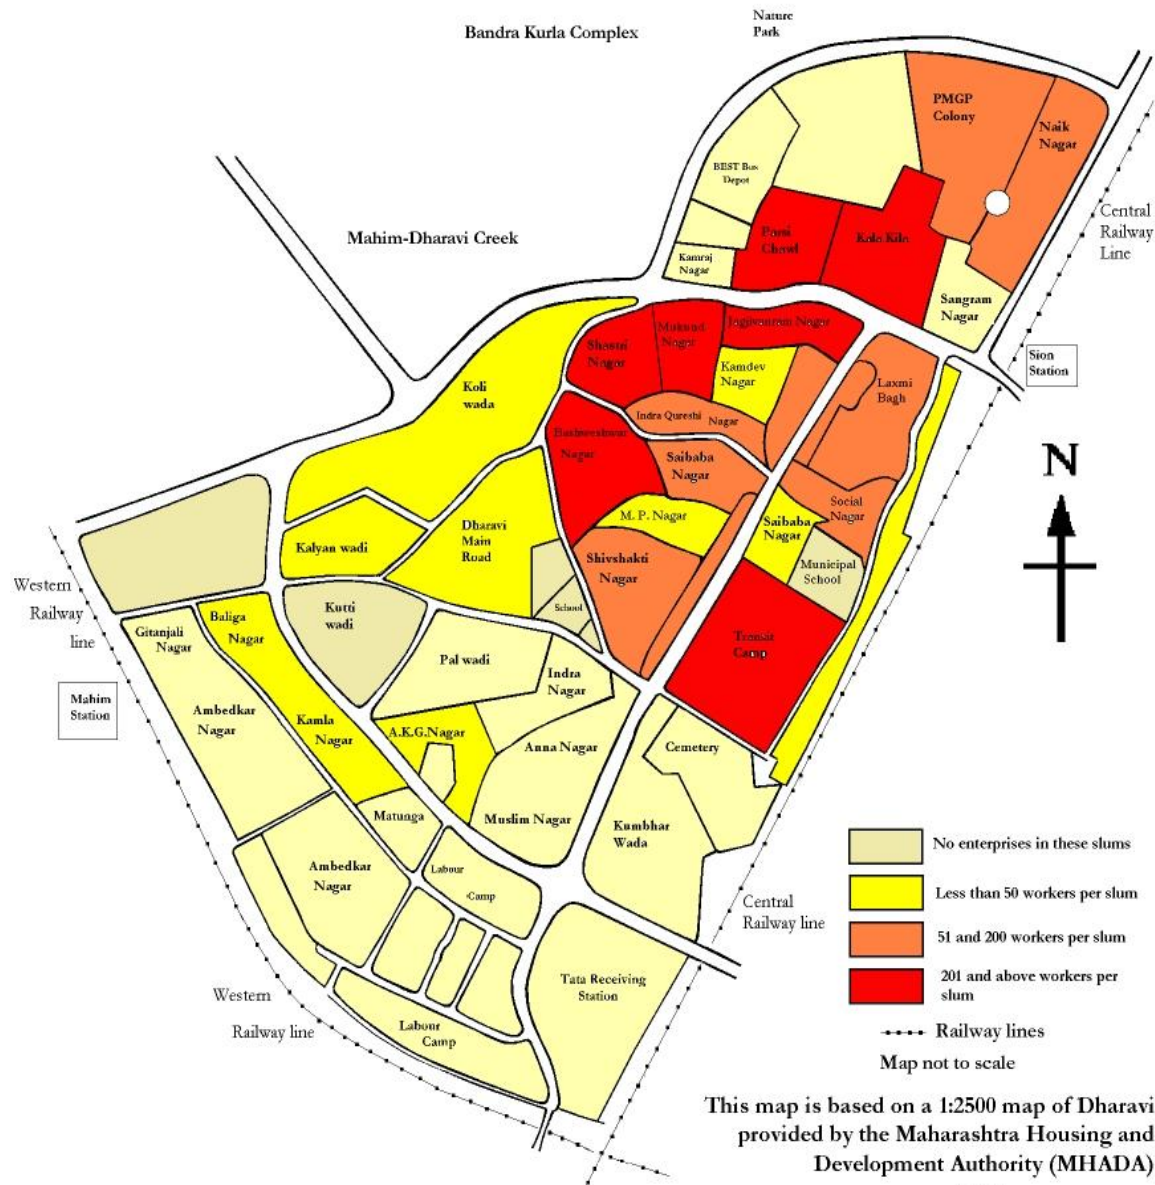 Bandra Kurla Complex
Nature
Park
PMGP
Colony
Naik
Nagar
BEST Bus
Depot
Central
Railway
Line
Mahim-Dharavi Creek
Parsi
Chawl
Kala Kila
Kamraj
Nagar
Sangram
Nagar
Sion
Station
Koli
wada
Shastri
Nagar
Mukund
Nagar
Jagjivanram Nagar
Kamdev
Nagar
Laxmi
Bagh
Indra Qureshi Nagar
Bashweshwar
Nagar
Saibaba
Nagar
N
M. P. Nagar
Social
Nagar
Saibaba
Nagar
Dharavi
Main
Road
Kalyan wadi
Shivshakti
Nagar
Municipal
School
School
Western
Railway
line
Kutti
wadi
Baliga
Nagar
Gitanjali
Nagar
Pal wadi
Indra
Nagar
Camp
Mahim
Station
Ambedkar
Nagar
Kamla
Nagar
A.K.G.Nagar
Anna Nagar
Cemetery
Matunga
Muslim Nagar
Kumbhar
Wada
Ambedkar
Nagar
Labour
Camp
Central
Railway line
Western
Railway line
Tata Receiving
Station
Labour
Camp
No enterprises in these slums
Less than 50 workers per slum
51 and 200 workers per slum
201 and above workers per
slum
Railway lines
Map not to scale
This map is based on a 1:2500 map of Dharavi
provided by the Maharashtra Housing and
Development Authority (MHADA)